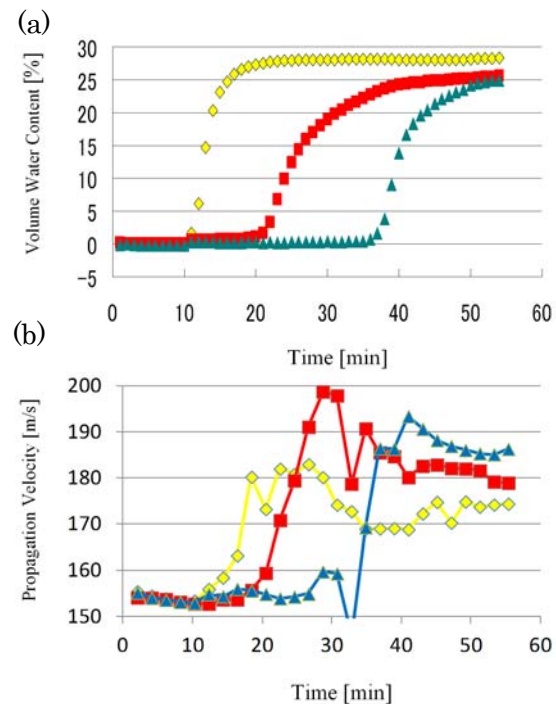 (a)
Volume Water Content [%]
30
25
20
15
10
5
0
−5
0 10 20 30 40 50 60
Time [min]
(b)
Propagation Velocity [m/s]
200
190
180
170
160
150
0 10 20 30 40 50 60
Time [min]